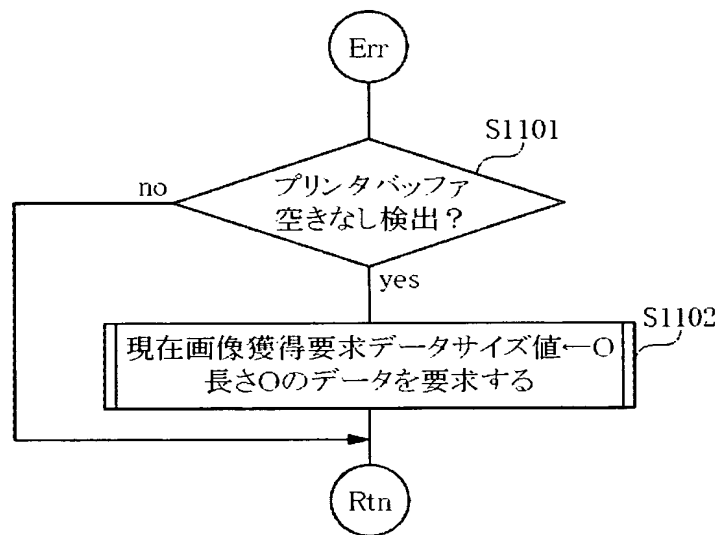 Err
S1101
プリンタバッファ
空きなし検出？
no
yes
S1102
現在画像獲得要求データサイズ値←0
長さ0のデータを要求する
Rtn